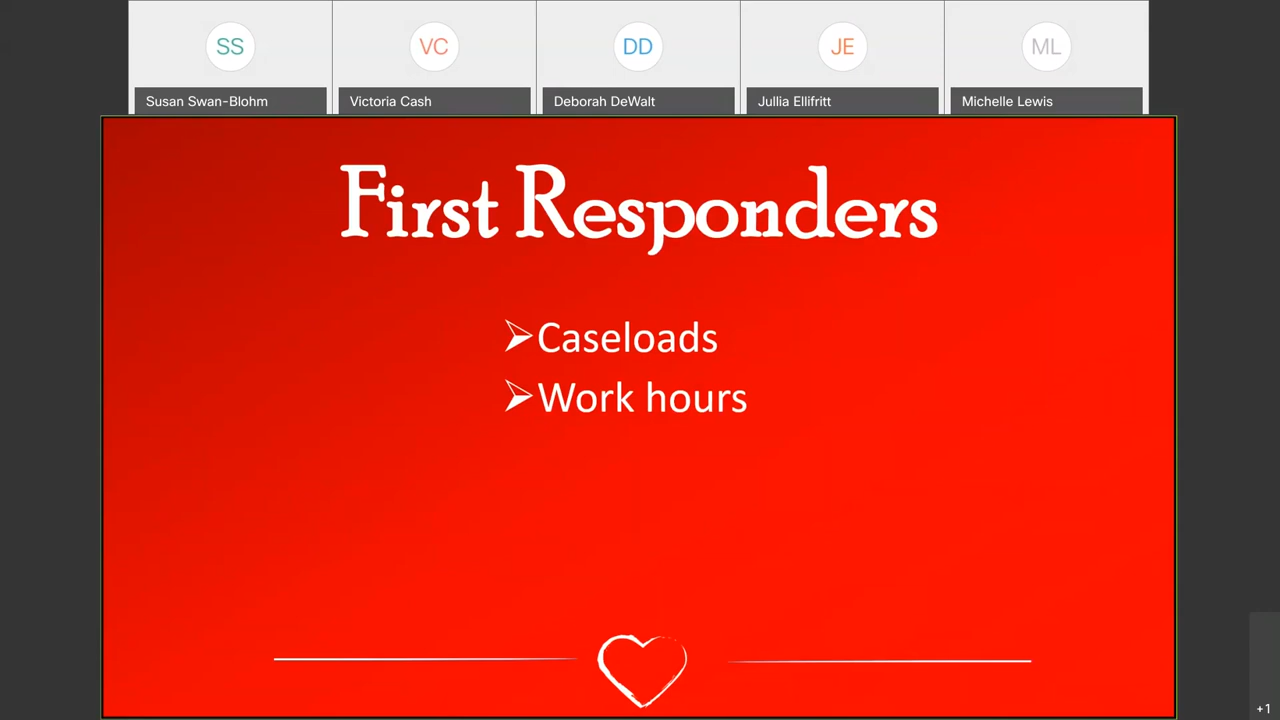 SS
VC
DD
JE
ML
Susan Swan-Blohm
Victoria Cash
Deborah DeWalt
Jullia Ellifritt
Michelle Lewis
First Responders
➢Caseloads
➢Work hours
+1